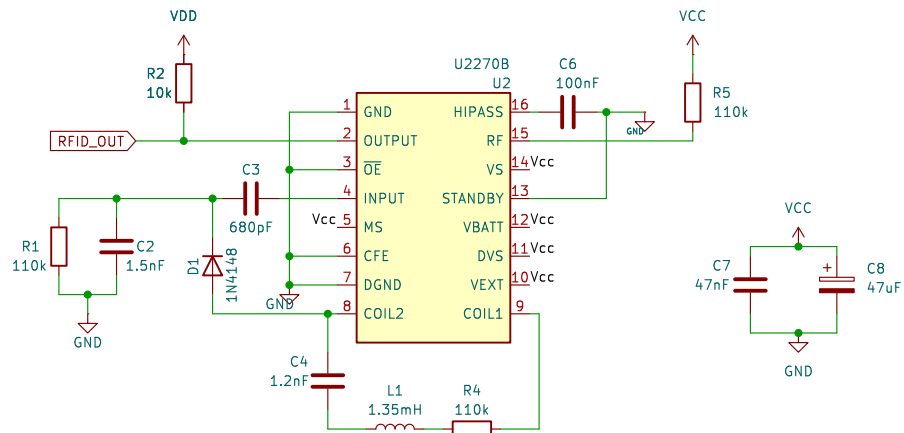 VDD
VCC
R2
10k
U2270B
U2
C6
100nF
R5
110k
1 GND
HIPASS 16
GND
RFID_OUT
2 OUTPUT
RF 15
3 OE
VS 14 Vcc
C3
680pF
4 INPUT
STANDBY 13
Vcc 5 MS
VBATT 12 Vcc
R1
110k
C2
1.5nF
D1
1N4148
6 CFE
DVS 11 Vcc
7 DGND
VEXT 10 Vcc
GND
8 COIL2
COIL1 9
GND
C4
1.2nF
L1
1.35mH
R4
110k
VCC
C7
47nF
+
C8
47uF
GND